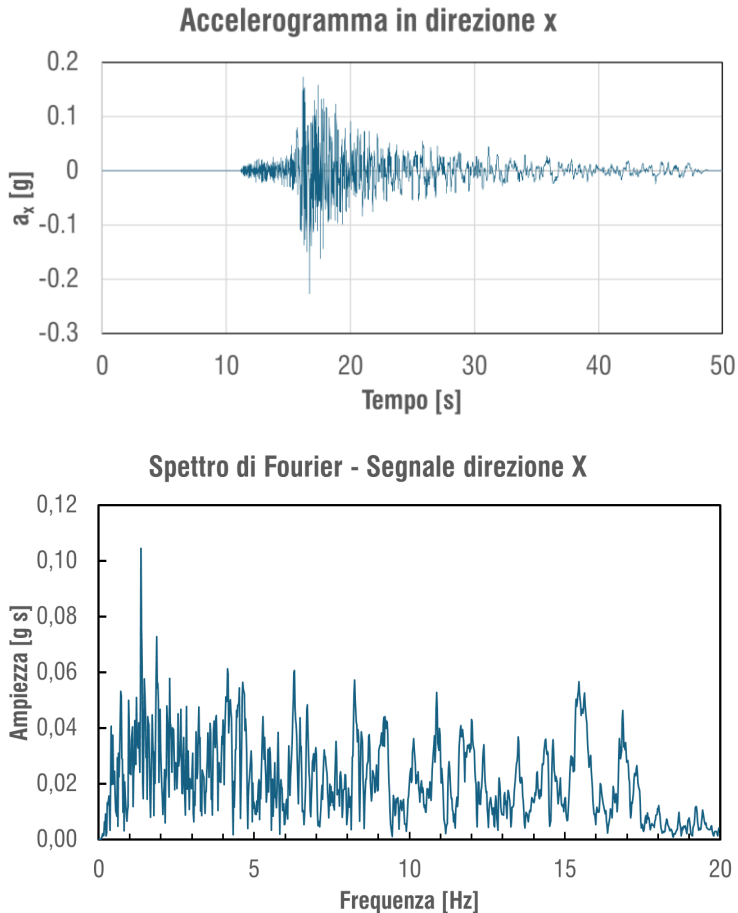 Accelerogramma in direzione x
0.2
0.1
0
-0.1
-0.2
-0.3
aₓ [g]
0 10 20 30 40 50
Tempo [s]
Spettro di Fourier - Segnale direzione X
0,12
0,10
0,08
0,06
0,04
0,02
0,00
Ampiezza [g s]
0 5 10 15 20
Frequenza [Hz]